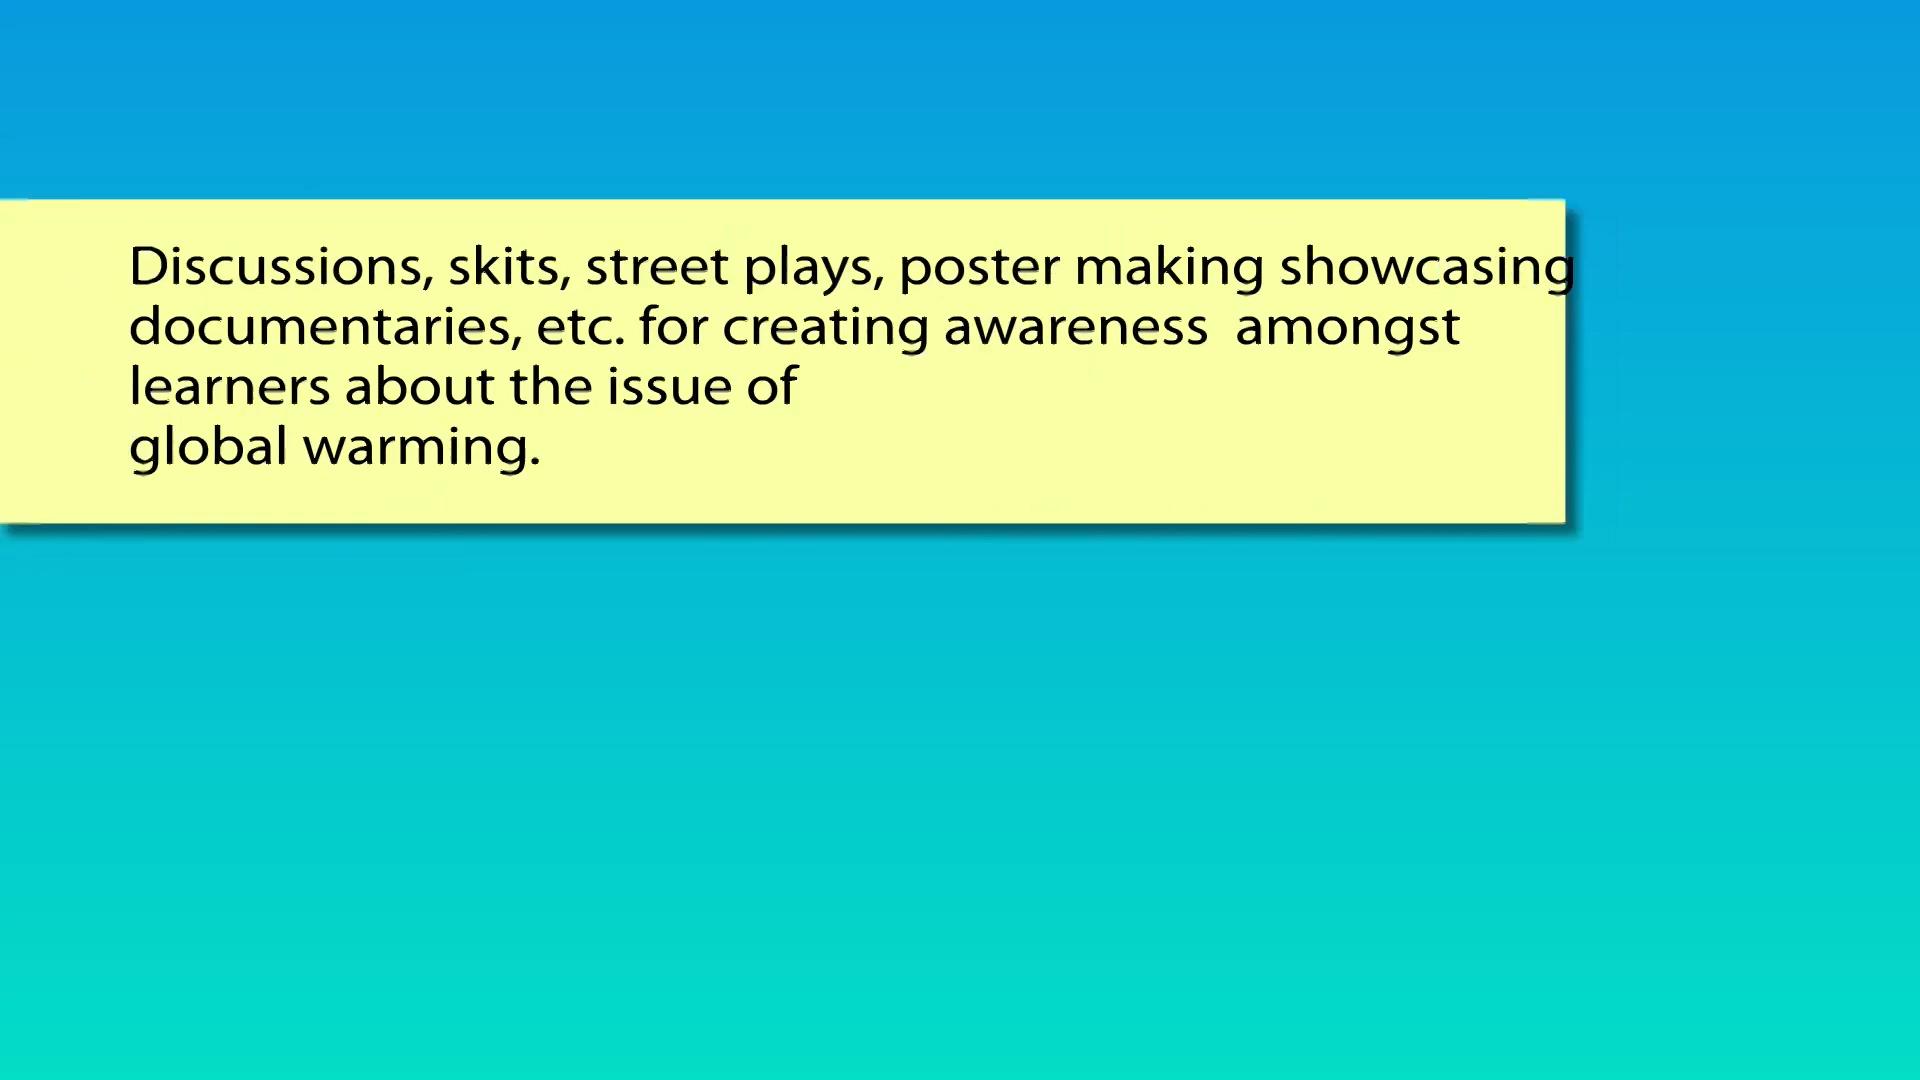 Discussions, skits, street plays, poster making showcasing
documentaries, etc. for creating awareness  amongst
learners about the issue of
global warming.